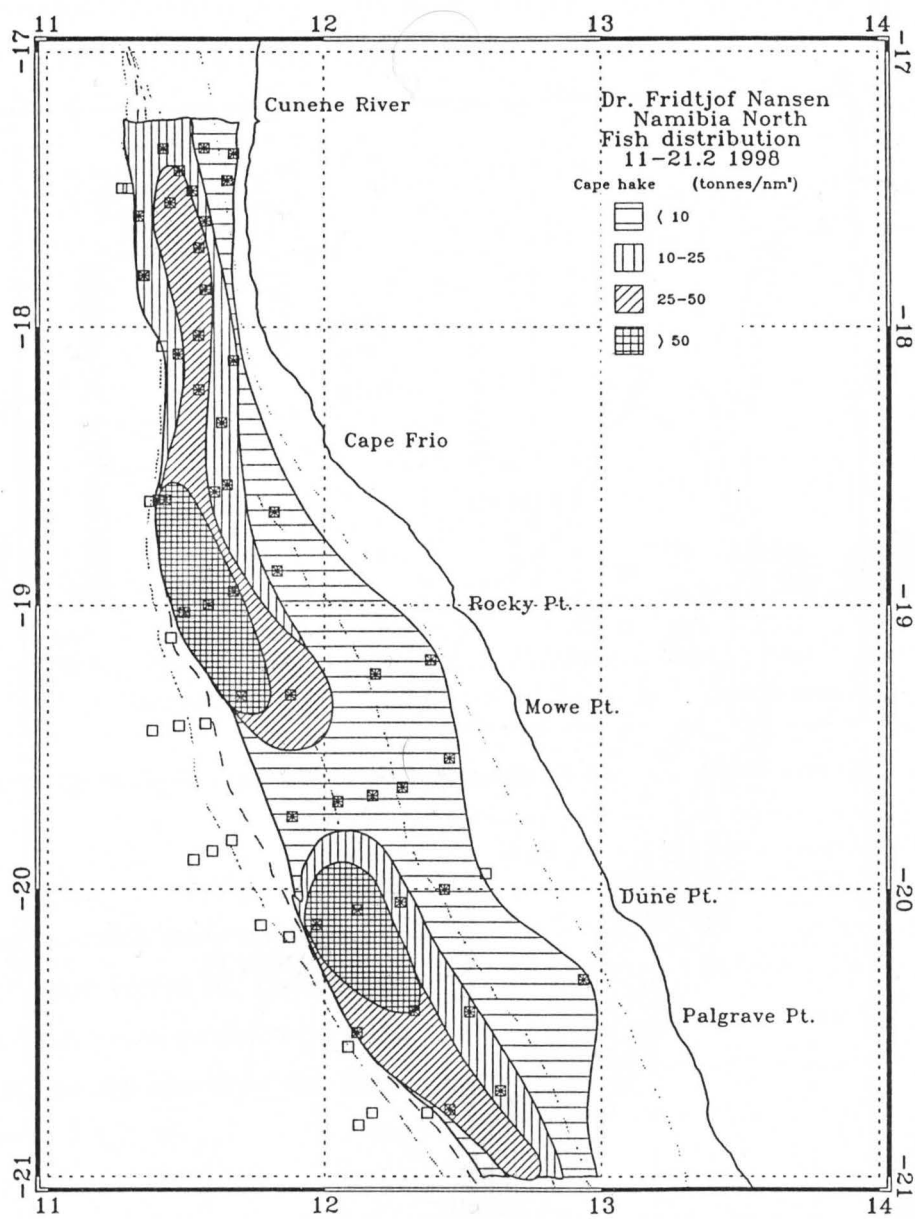 11 12 13 14
-17 -17
Cunene River
Dr. Fridtjof Nansen
Namibia North
Fish distribution
11-21.2 1998
Cape hake (tonnes/nm²)
⟨ 10
10-25
25-50
⟩ 50
-18 -18
Cape Frio
-19 -19
Rocky Pt.
Mowe Pt.
-20 -20
Dune Pt.
Palgrave Pt.
-21 -21
11 12 13 14